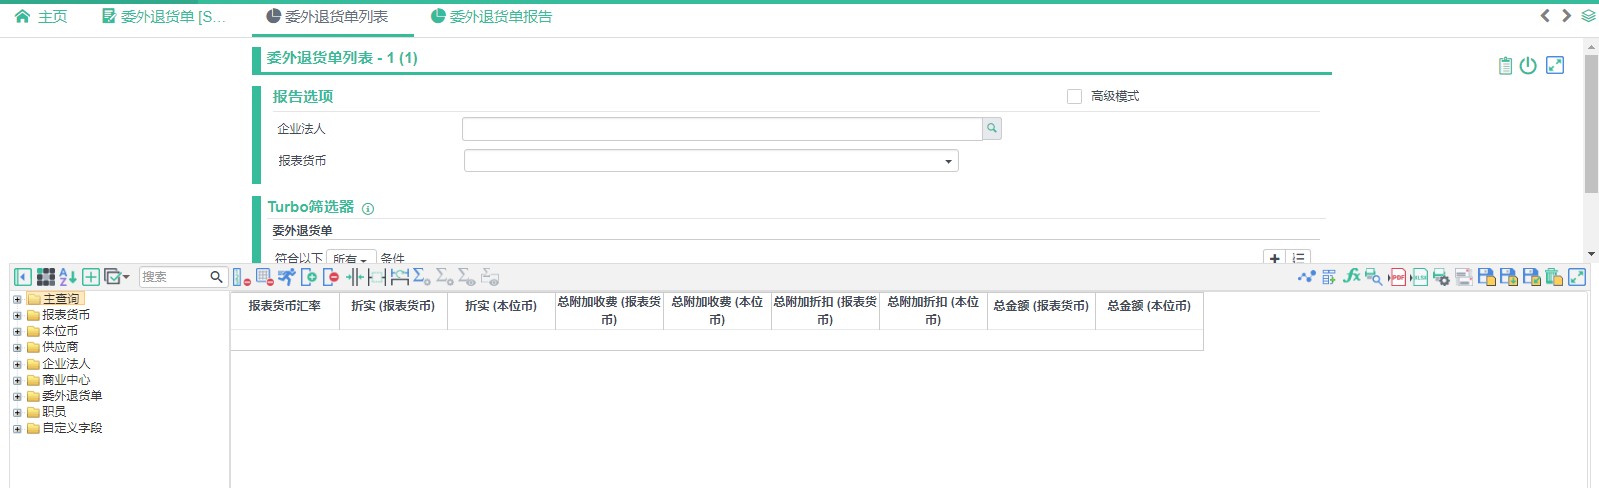 主页 委外退货单 [S... 委外退货单列表 委外退货单报告
委外退货单列表 - 1 (1)
报告选项 高级模式
企业法人
报表货币
Turbo筛选器
委外退货单
符合以下 所有 条件
搜索
主查询
报表货币
本位币
供应商
企业法人
商业中心
委外退货单
职员
自定义字段
报表货币汇率 折实 (报表货币) 折实 (本位币) 总附加收费 (报表货币) 总附加收费 (本位币) 总附加折扣 (报表货币) 总附加折扣 (本位币) 总金额 (报表货币) 总金额 (本位币)